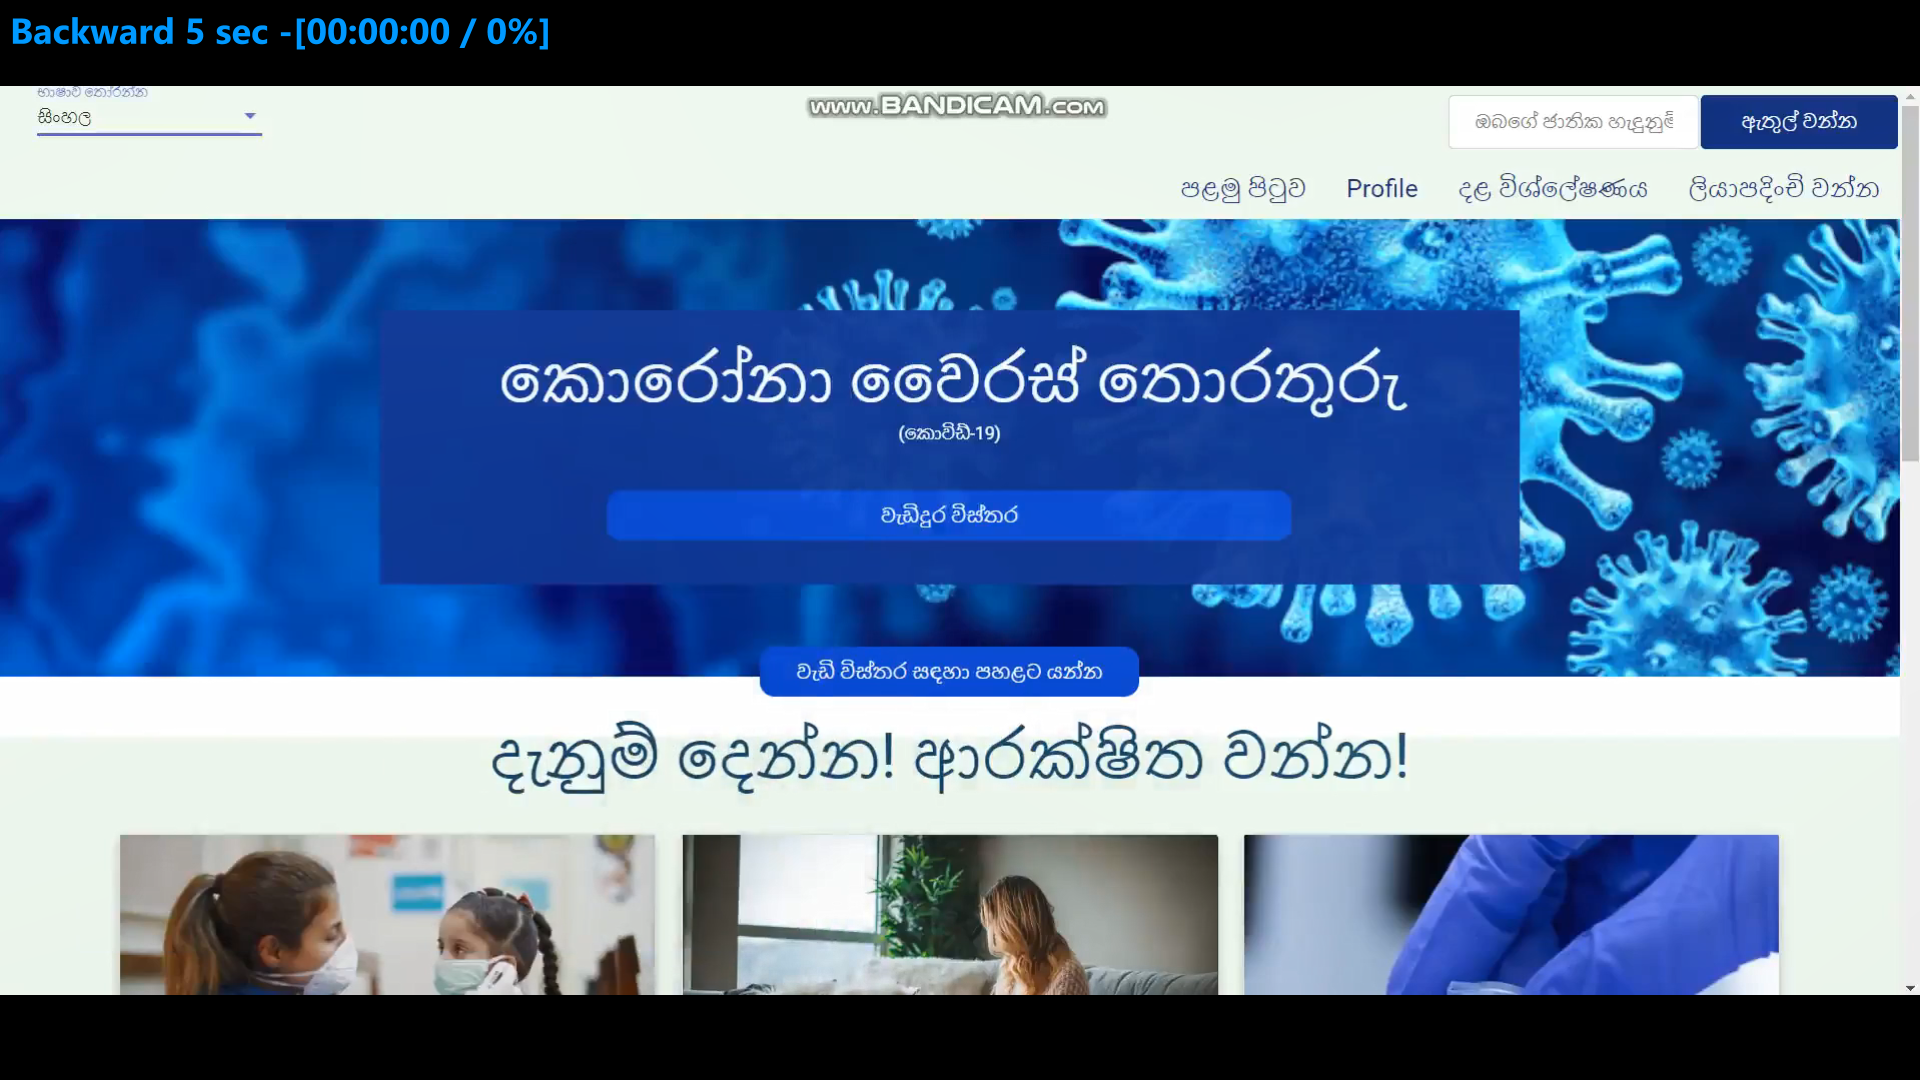 Backward 5 sec -[00:00:00 / 0%]
භාෂාව තෝරන්න
සිංහල
www.BANDICAM.com
ඔබගේ ජාතික හැඳුනුම්
ඇතුල් වන්න
පළමු පිටුව
Profile
දළ විශ්ලේෂණය
ලියාපදිංචි වන්න
කොරෝනා වෛරස් තොරතුරු
(කොවිඩ්-19)
වැඩිදුර විස්තර
වැඩි විස්තර සඳහා පහළට යන්න
දැනුම් දෙන්න! ආරක්ෂිත වන්න!